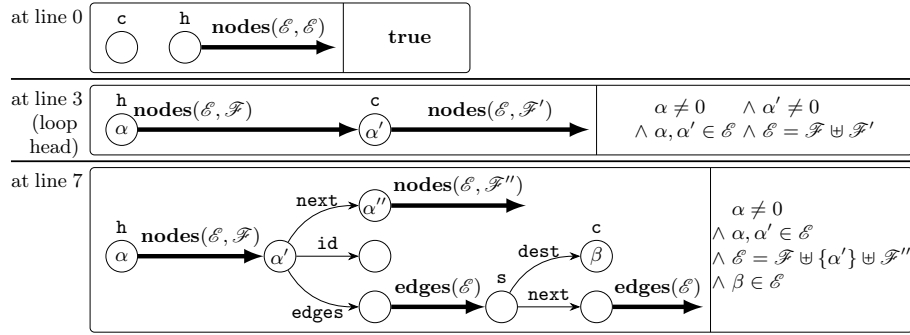 at line 0
c h nodes(ℰ, ℰ) true
at line 3
(loop
head)
h nodes(ℰ, ℱ) c nodes(ℰ, ℱ′)
α α′
α ≠ 0 ∧ α′ ≠ 0
∧ α, α′ ∈ ℰ ∧ ℰ = ℱ ⊎ ℱ′
at line 7
next α″ nodes(ℰ, ℱ″)
h nodes(ℰ, ℱ) α α′ id
edges edges(ℰ) s dest c β
next edges(ℰ)
α ≠ 0
∧ α, α′ ∈ ℰ
∧ ℰ = ℱ ⊎ {α′} ⊎ ℱ″
∧ β ∈ ℰ